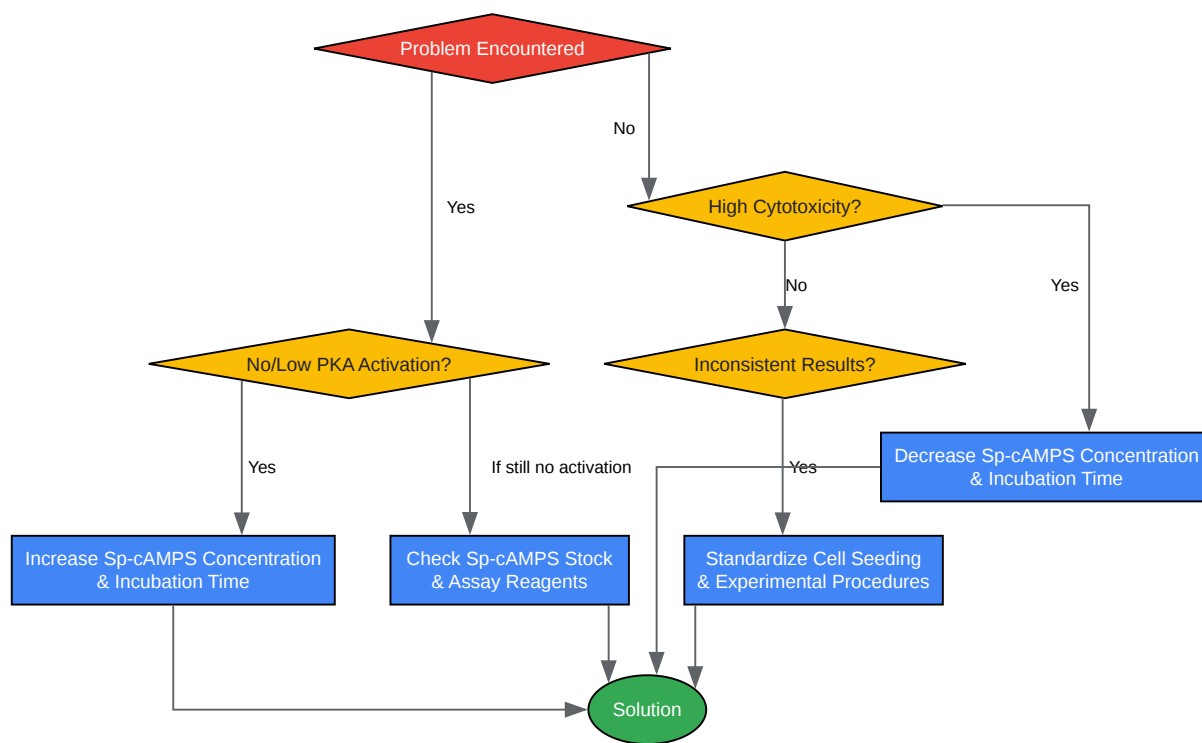 Problem Encountered
No
Yes
High Cytotoxicity?
No
Yes
No/Low PKA Activation?
Inconsistent Results?
Yes
If still no activation
Yes
Decrease Sp-cAMPS Concentration
& Incubation Time
Increase Sp-cAMPS Concentration
& Incubation Time
Check Sp-cAMPS Stock
& Assay Reagents
Standardize Cell Seeding
& Experimental Procedures
Solution